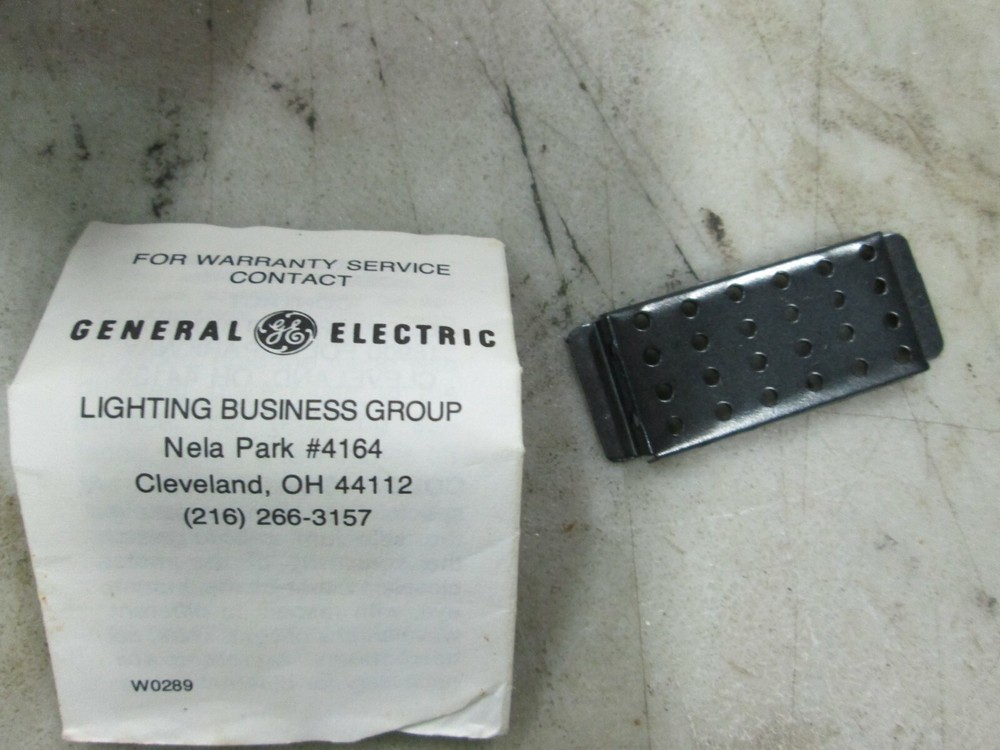 FOR WARRANTY SERVICE
CONTACT
GENERAL GE ELECTRIC
LIGHTING BUSINESS GROUP
Nela Park #4164
Cleveland, OH 44112
(216) 266-3157
W0289